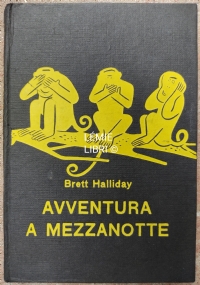 LEMIE
LIBRI ©
Brett Halliday
AVVENTURA
A MEZZANOTTE